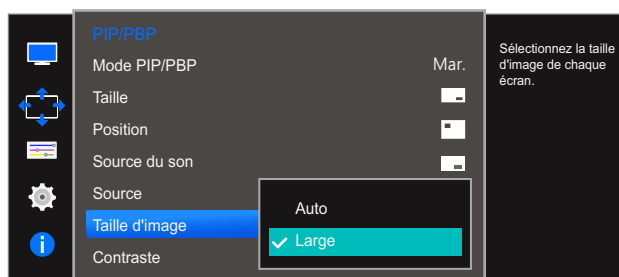 PIP/PBP
Mode PIP/PBP Mar.
Taille
Position
Source du son
Source
Taille d'image
Contraste
Auto
Large
Sélectionnez la taille
d'image de chaque
écran.